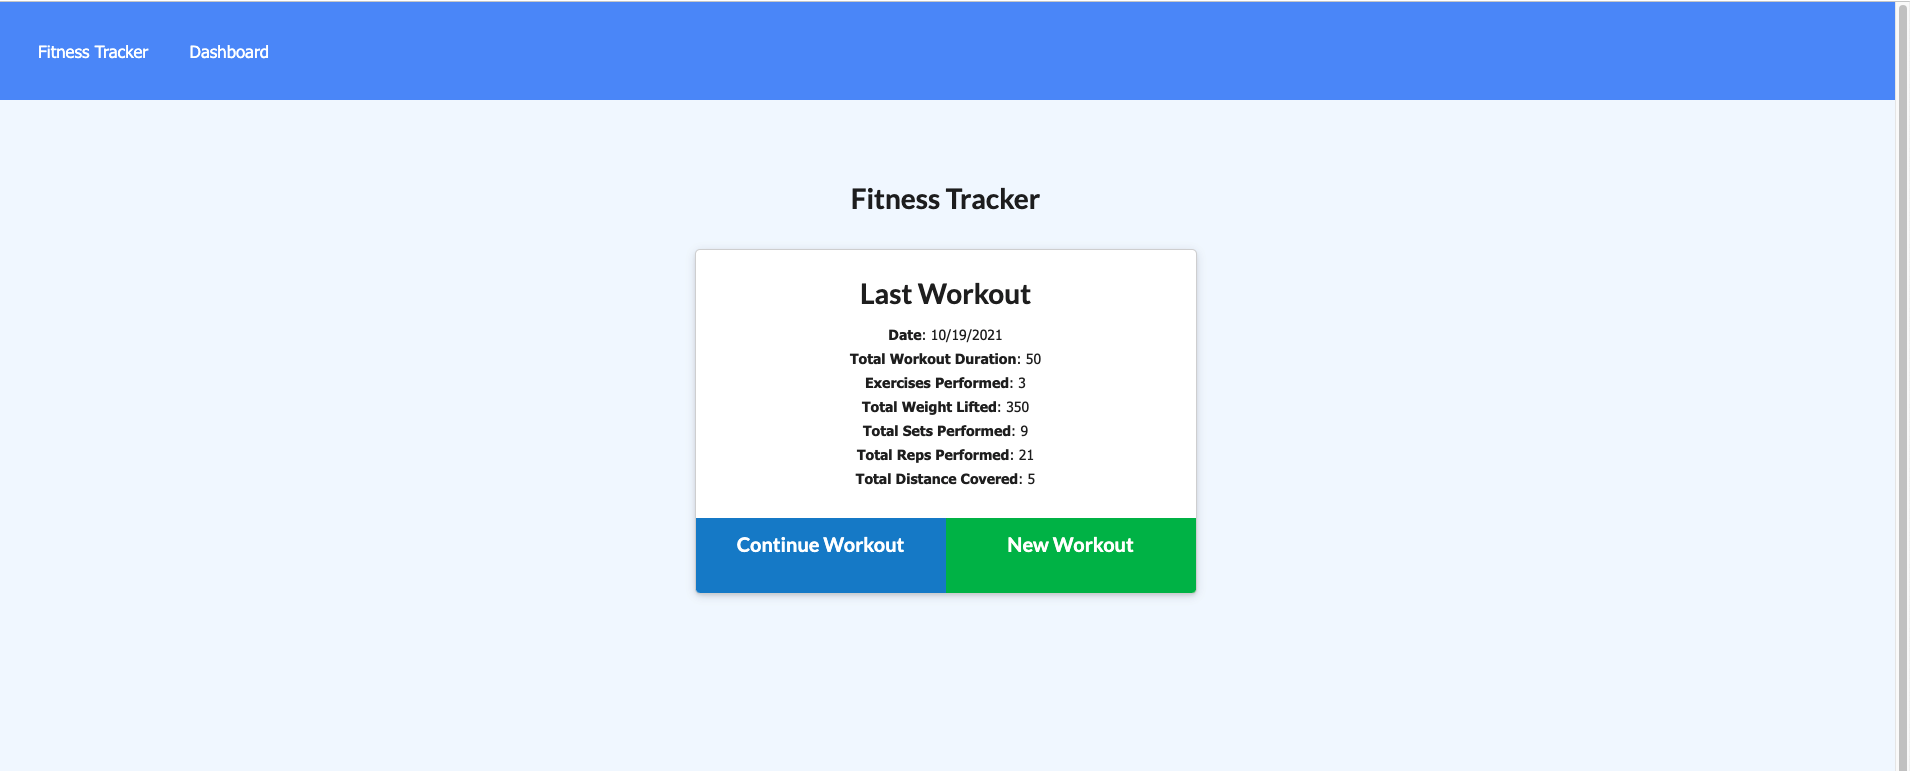 Fitness Tracker Dashboard
Fitness Tracker
Last Workout
Date: 10/19/2021
Total Workout Duration: 50
Exercises Performed: 3
Total Weight Lifted: 350
Total Sets Performed: 9
Total Reps Performed: 21
Total Distance Covered: 5
Continue Workout New Workout